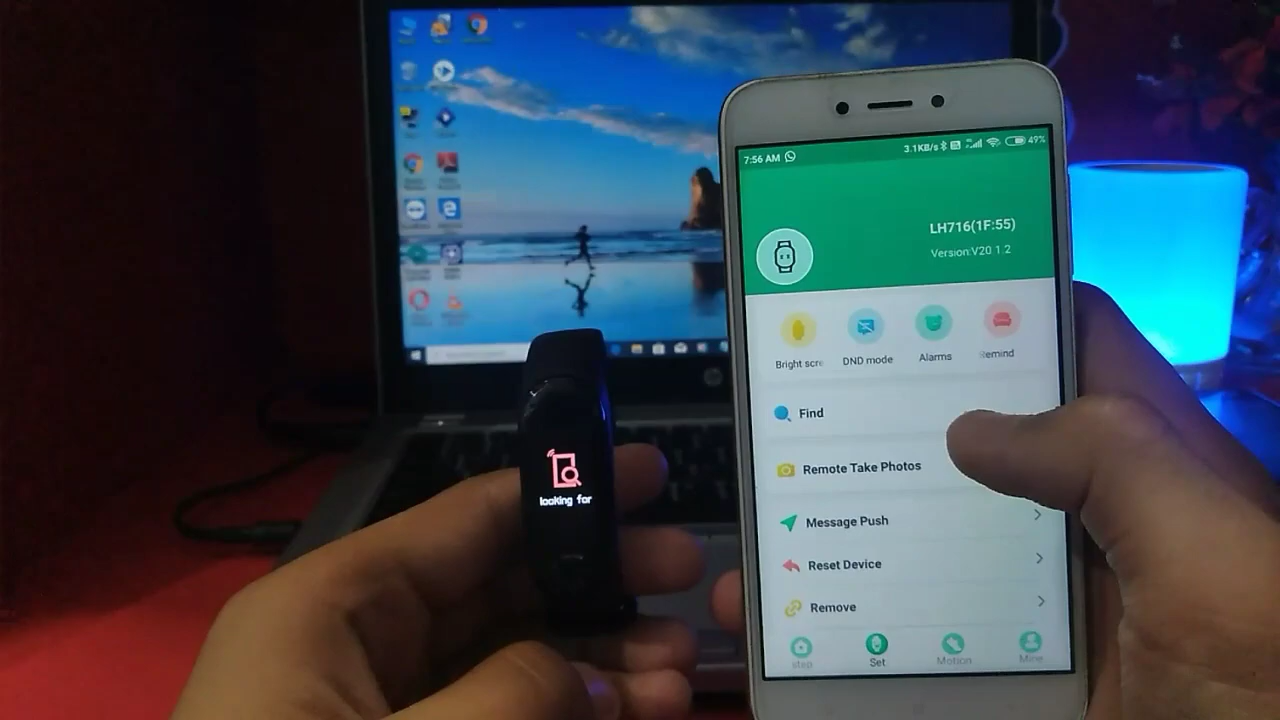 7:56 AM
3.1KB/s
49%
LH716(1F:55)
Version:V20 1.2
Bright scre
DND mode
Alarms
Remind
Find
Remote Take Photos
Message Push
Reset Device
Remove
step
Set
Motion
Mine
looking for